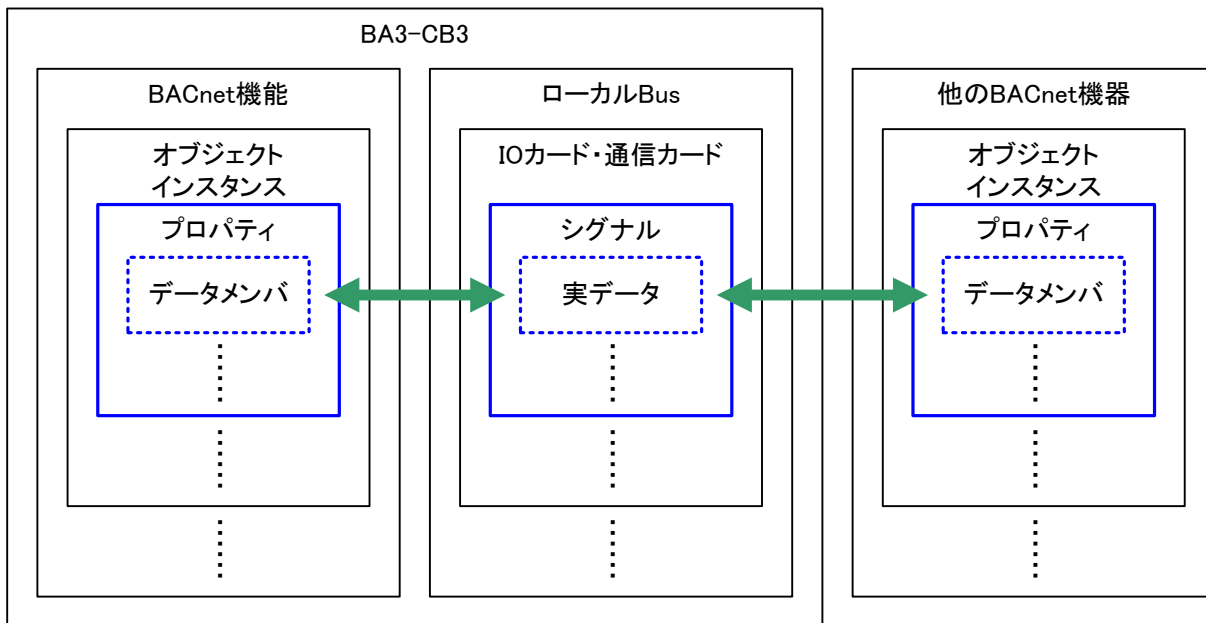 BA3-CB3
BACnet機能
オブジェクト
インスタンス
プロパティ
データメンバ
ローカルBus
IOカード・通信カード
シグナル
実データ
他のBACnet機器
オブジェクト
インスタンス
プロパティ
データメンバ